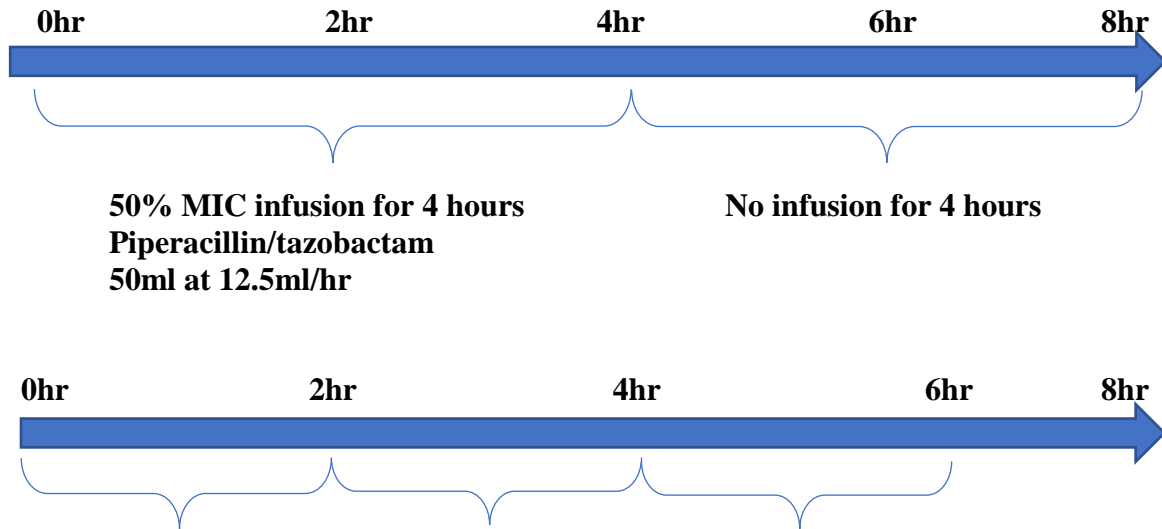 0hr 2hr 4hr 6hr 8hr
50% MIC infusion for 4 hours No infusion for 4 hours
Piperacillin/tazobactam
50ml at 12.5ml/hr
0hr 2hr 4hr 6hr 8hr